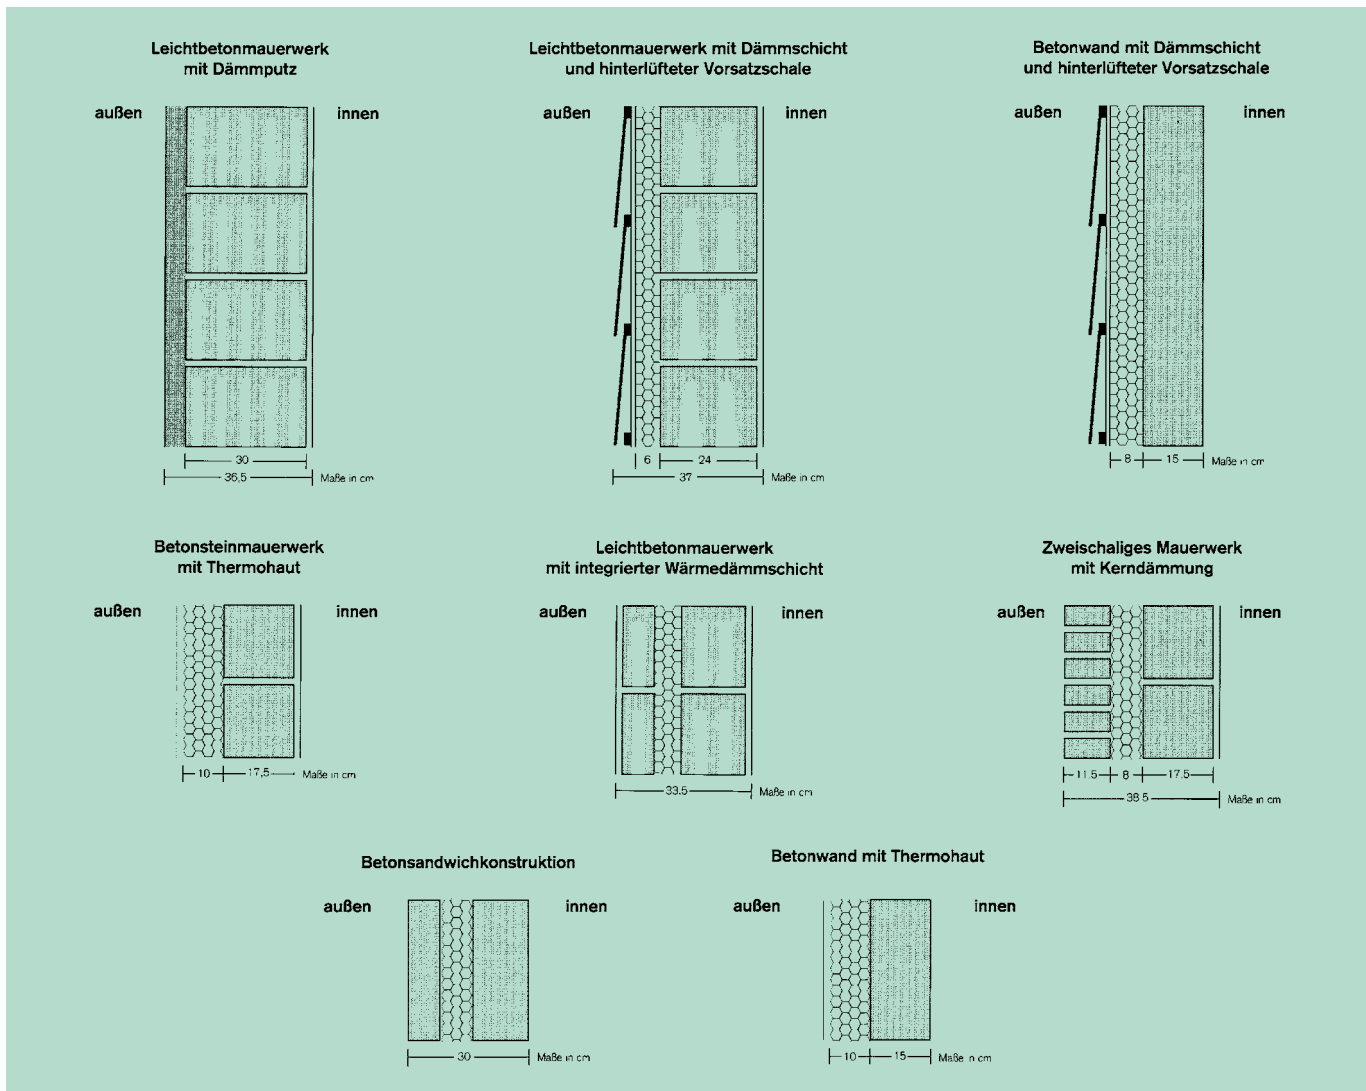 Leichtbetonmauerwerk
mit Dämmputz
außen
innen
30
36,5
Maße in cm
Leichtbetonmauerwerk mit Dämmschicht
und hinterlüfteter Vorsatzschale
außen
innen
6
24
37
Maße in cm
Betonwand mit Dämmschicht
und hinterlüfteter Vorsatzschale
außen
innen
8
15
Maße in cm
Betonsteinmauerwerk
mit Thermohaut
außen
innen
10
17,5
Maße in cm
Leichtbetonmauerwerk
mit integrierter Wärmedämmschicht
außen
innen
33.5
Maße in cm
Zweischaliges Mauerwerk
mit Kerndämmung
außen
innen
11.5
8
17.5
38 5
Maße in cm
Betonsandwichkonstruktion
außen
innen
30
Maße in cm
Betonwand mit Thermohaut
außen
innen
10
15
Maße in cm